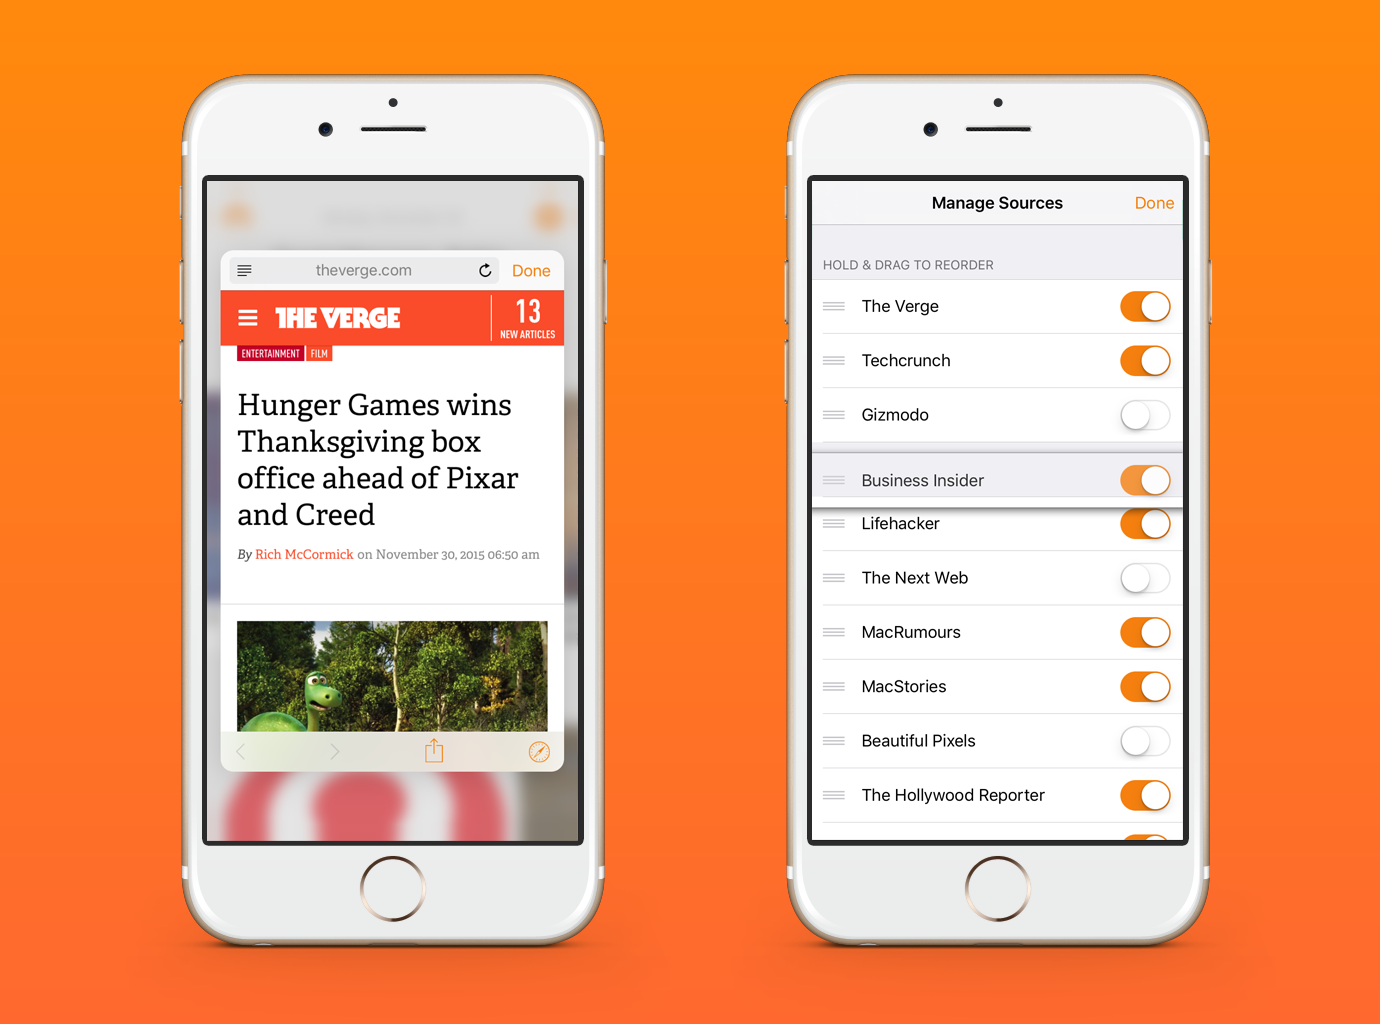 theverge.com
Done
THE VERGE
13
NEW ARTICLES
ENTERTAINMENT FILM
Hunger Games wins
Thanksgiving box
office ahead of Pixar
and Creed
By Rich McCormick on November 30, 2015 06:50 am
Manage Sources
Done
HOLD & DRAG TO REORDER
The Verge
Techcrunch
Gizmodo
Business Insider
Lifehacker
The Next Web
MacRumours
MacStories
Beautiful Pixels
The Hollywood Reporter